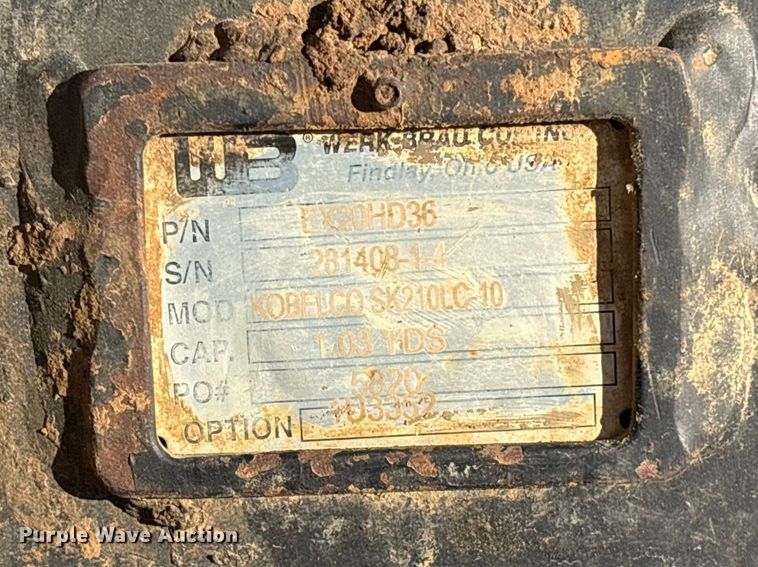 WB ® WERK-BRAU CO., INC.
Findlay, Ohio USA
P/N EX20HD36
S/N 281408-1-4
MOD KOBELCO SK210LC-10
CAP. 1.03 YDS
PO# 5820
OPTION 103352
Purple Wave Auction